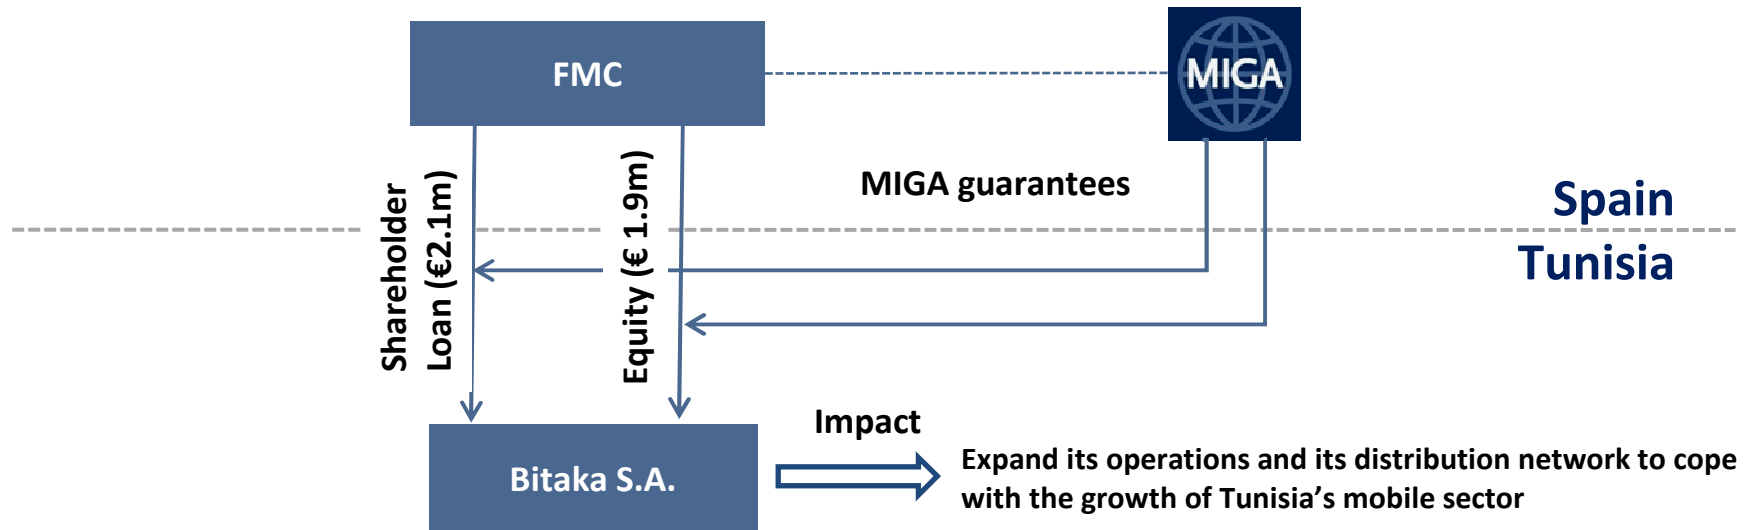 FMC
MIGA
MIGA guarantees
Spain
Tunisia
Shareholder
Loan (€2.1m)
Equity (€ 1.9m)
Impact
Bitaka S.A.
Expand its operations and its distribution network to cope
with the growth of Tunisia’s mobile sector